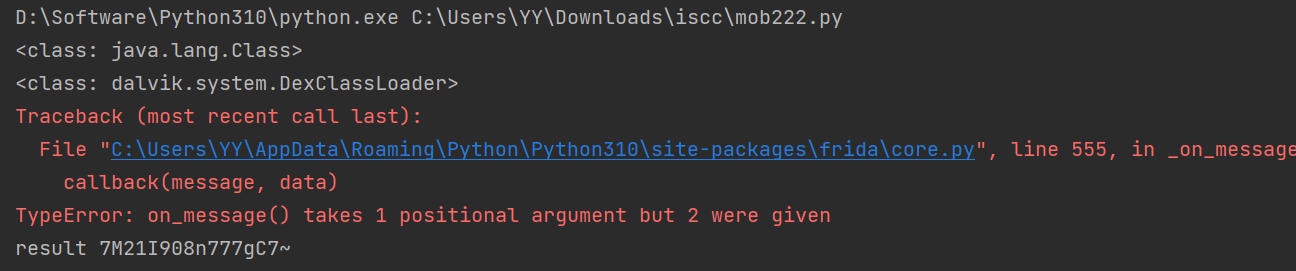 D:\Software\Python310\python.exe C:\Users\YY\Downloads\iscc\mob222.py
<class: java.lang.Class>
<class: dalvik.system.DexClassLoader>
Traceback (most recent call last):
  File "C:\Users\YY\AppData\Roaming\Python\Python310\site-packages\frida\core.py", line 555, in _on_message
    callback(message, data)
TypeError: on_message() takes 1 positional argument but 2 were given
result 7M21I908n777gC7~